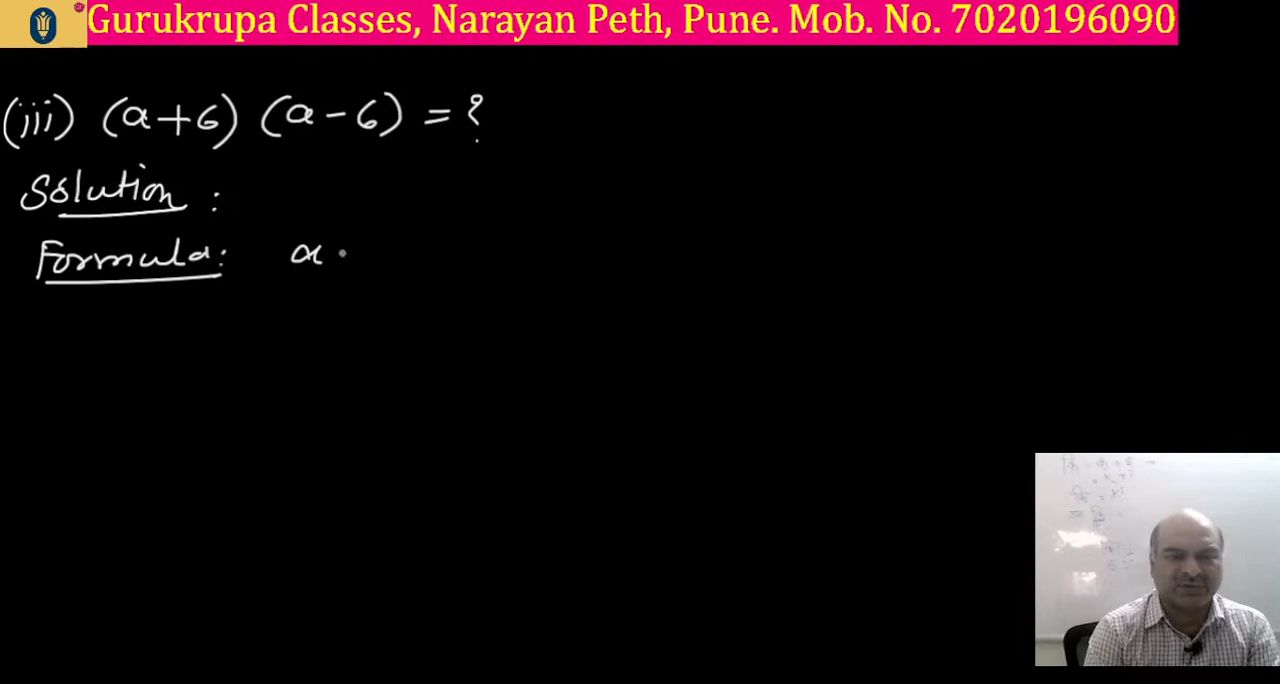 Gurukrupa Classes, Narayan Peth, Pune. Mob. No. 7020196090
(iii) (a+6) (a-6) = ?
Solution :
Formula: a